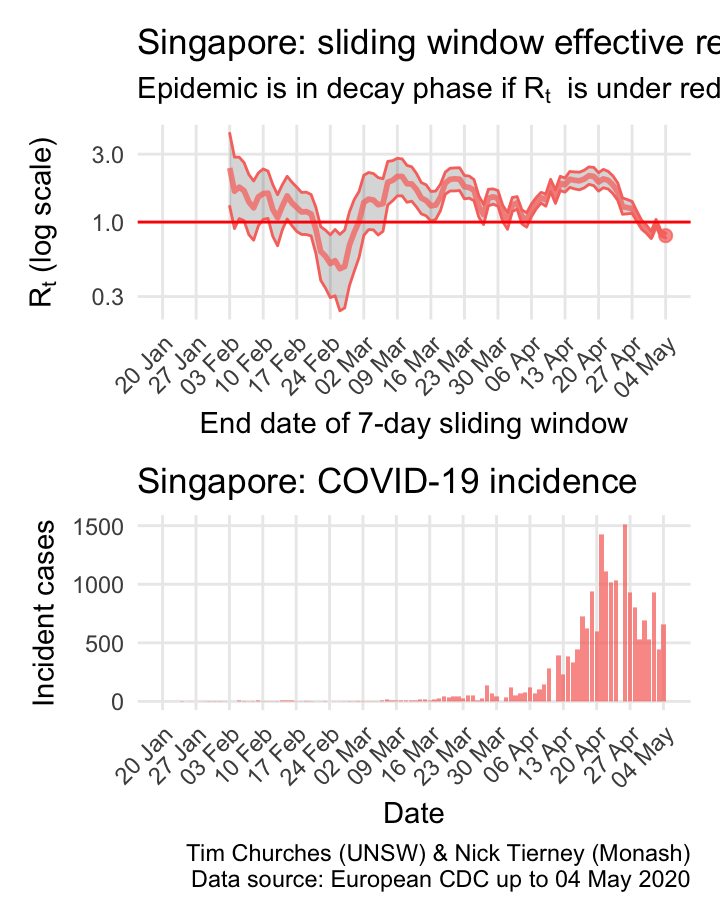 Singapore: sliding window effective re
Epidemic is in decay phase if Rt is under red
Rt (log scale)
3.0
1.0
0.3
20 Jan
27 Jan
03 Feb
10 Feb
17 Feb
24 Feb
02 Mar
09 Mar
16 Mar
23 Mar
30 Mar
06 Apr
13 Apr
20 Apr
27 Apr
04 May
End date of 7-day sliding window
Singapore: COVID-19 incidence
Incident cases
1500
1000
500
0
20 Jan
27 Jan
03 Feb
10 Feb
17 Feb
24 Feb
02 Mar
09 Mar
16 Mar
23 Mar
30 Mar
06 Apr
13 Apr
20 Apr
27 Apr
04 May
Date
Tim Churches (UNSW) & Nick Tierney (Monash)
Data source: European CDC up to 04 May 2020